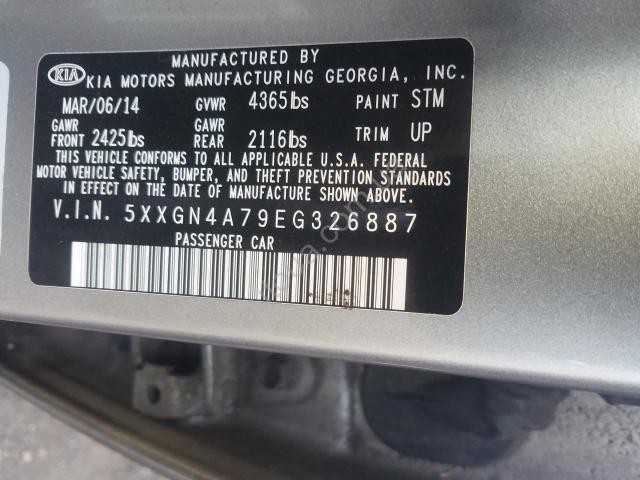 MANUFACTURED BY
KIA KIA MOTORS MANUFACTURING GEORGIA, INC.
MAR/06/14 GVWR 4365lbs PAINT STM
GAWR FRONT 2425lbs GAWR REAR 2116lbs TRIM UP
THIS VEHICLE CONFORMS TO ALL APPLICABLE U.S.A. FEDERAL
MOTOR VEHICLE SAFETY, BUMPER, AND THEFT PREVENTION STANDARDS
IN EFFECT ON THE DATE OF MANUFACTURE SHOWN ABOVE.
V.I.N. 5XXGN4A79EG326887
PASSENGER CAR